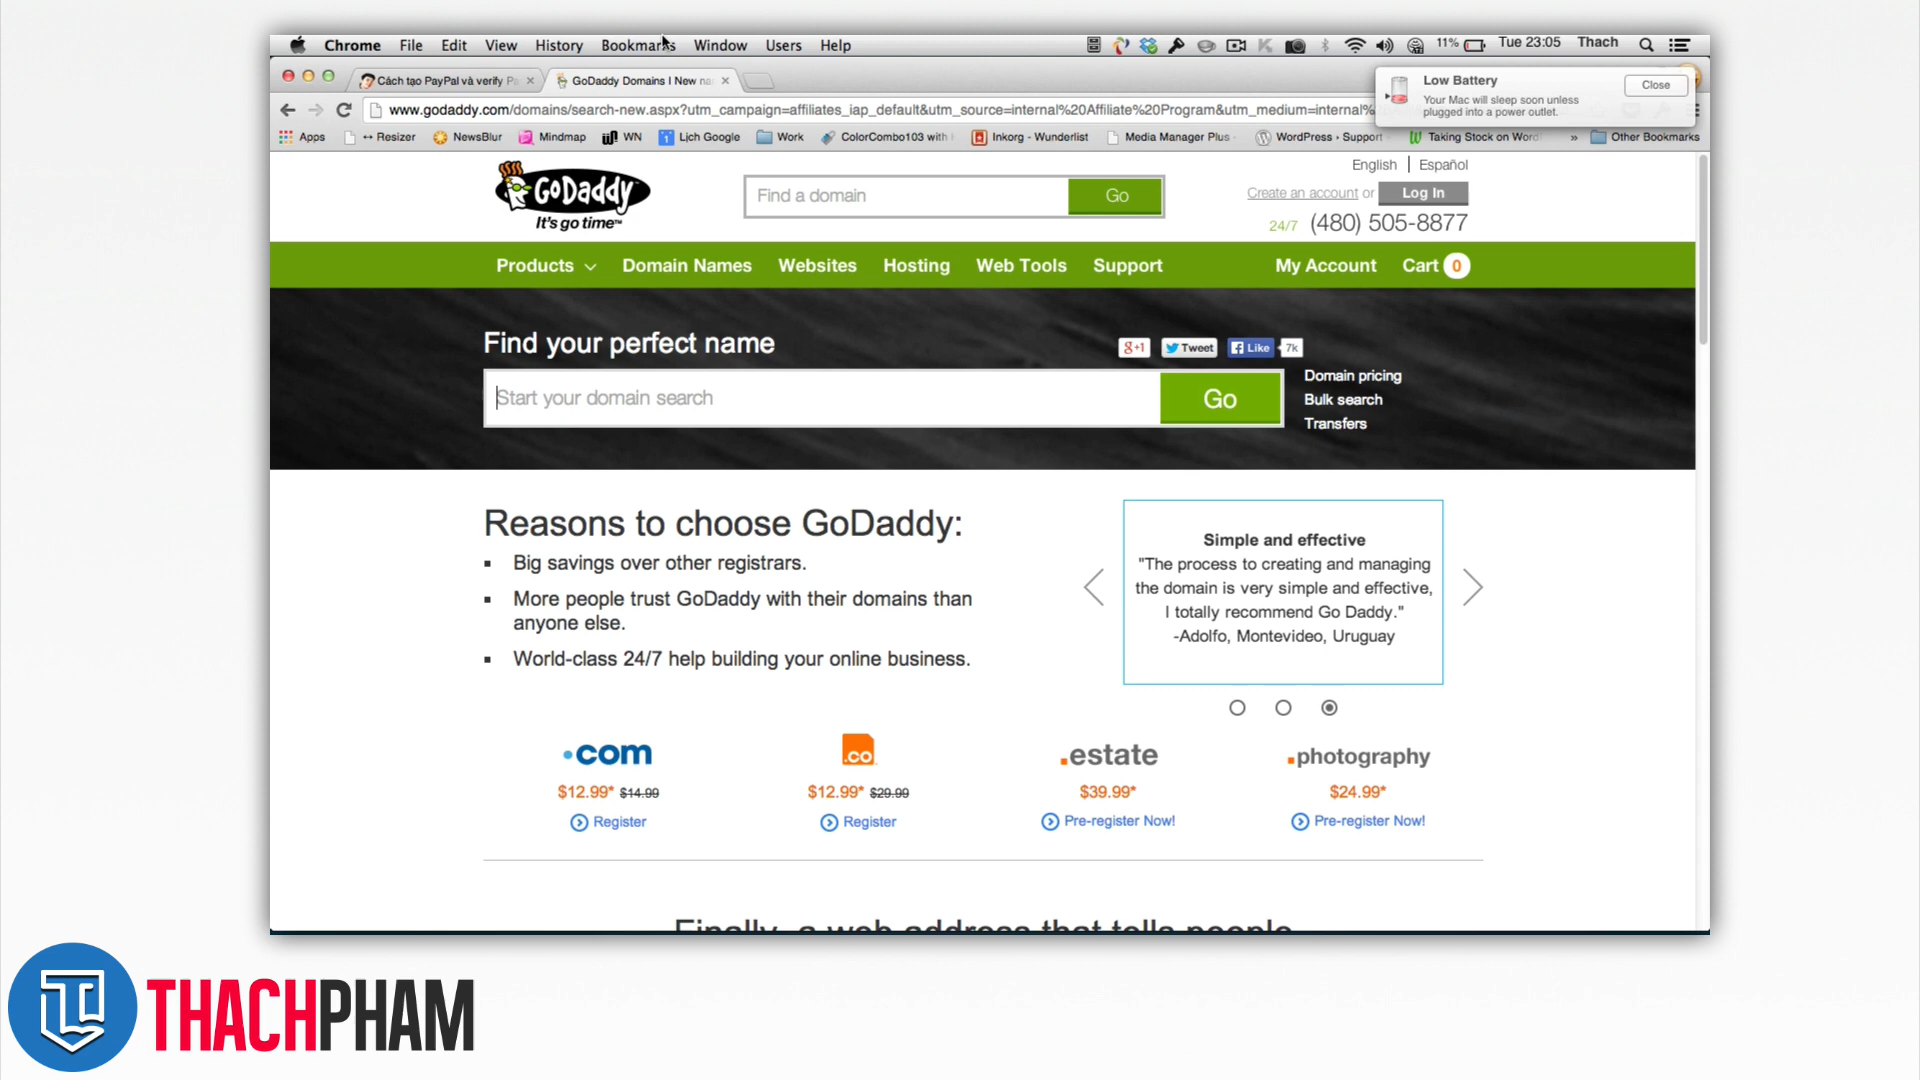 Chrome File Edit View History Bookmarks Window Users Help
11% Tue 23:05 Thach
Cách tạo PayPal và verify Pa
GoDaddy Domains | New na
Low Battery
Close
Your Mac will sleep soon unless
plugged into a power outlet.
www.godaddy.com/domains/search-new.aspx?utm_campaign=affiliates_iap_default&utm_source=internal%20Affiliate%20Program&utm_medium=internal%
Apps Resizer NewsBlur Mindmap WN Lịch Google Work ColorCombo103 with Inkorg - Wunderlist Media Manager Plus - WordPress › Support Taking Stock on Word » Other Bookmarks
English | Español
GoDaddy
It's go time™
Find a domain Go
Create an account or Log In
24/7 (480) 505-8877
Products Domain Names Websites Hosting Web Tools Support My Account Cart 0
Find your perfect name
g+1 Tweet Like 7k
Start your domain search Go
Domain pricing
Bulk search
Transfers
Reasons to choose GoDaddy:
Big savings over other registrars.
More people trust GoDaddy with their domains than
anyone else.
World-class 24/7 help building your online business.
Simple and effective
"The process to creating and managing
the domain is very simple and effective,
I totally recommend Go Daddy."
-Adolfo, Montevideo, Uruguay
.com .co .estate .photography
$12.99* $14.99 $12.99* $29.99 $39.99* $24.99*
Register Register Pre-register Now! Pre-register Now!
Finally, a web address that tells people
THACHPHAM